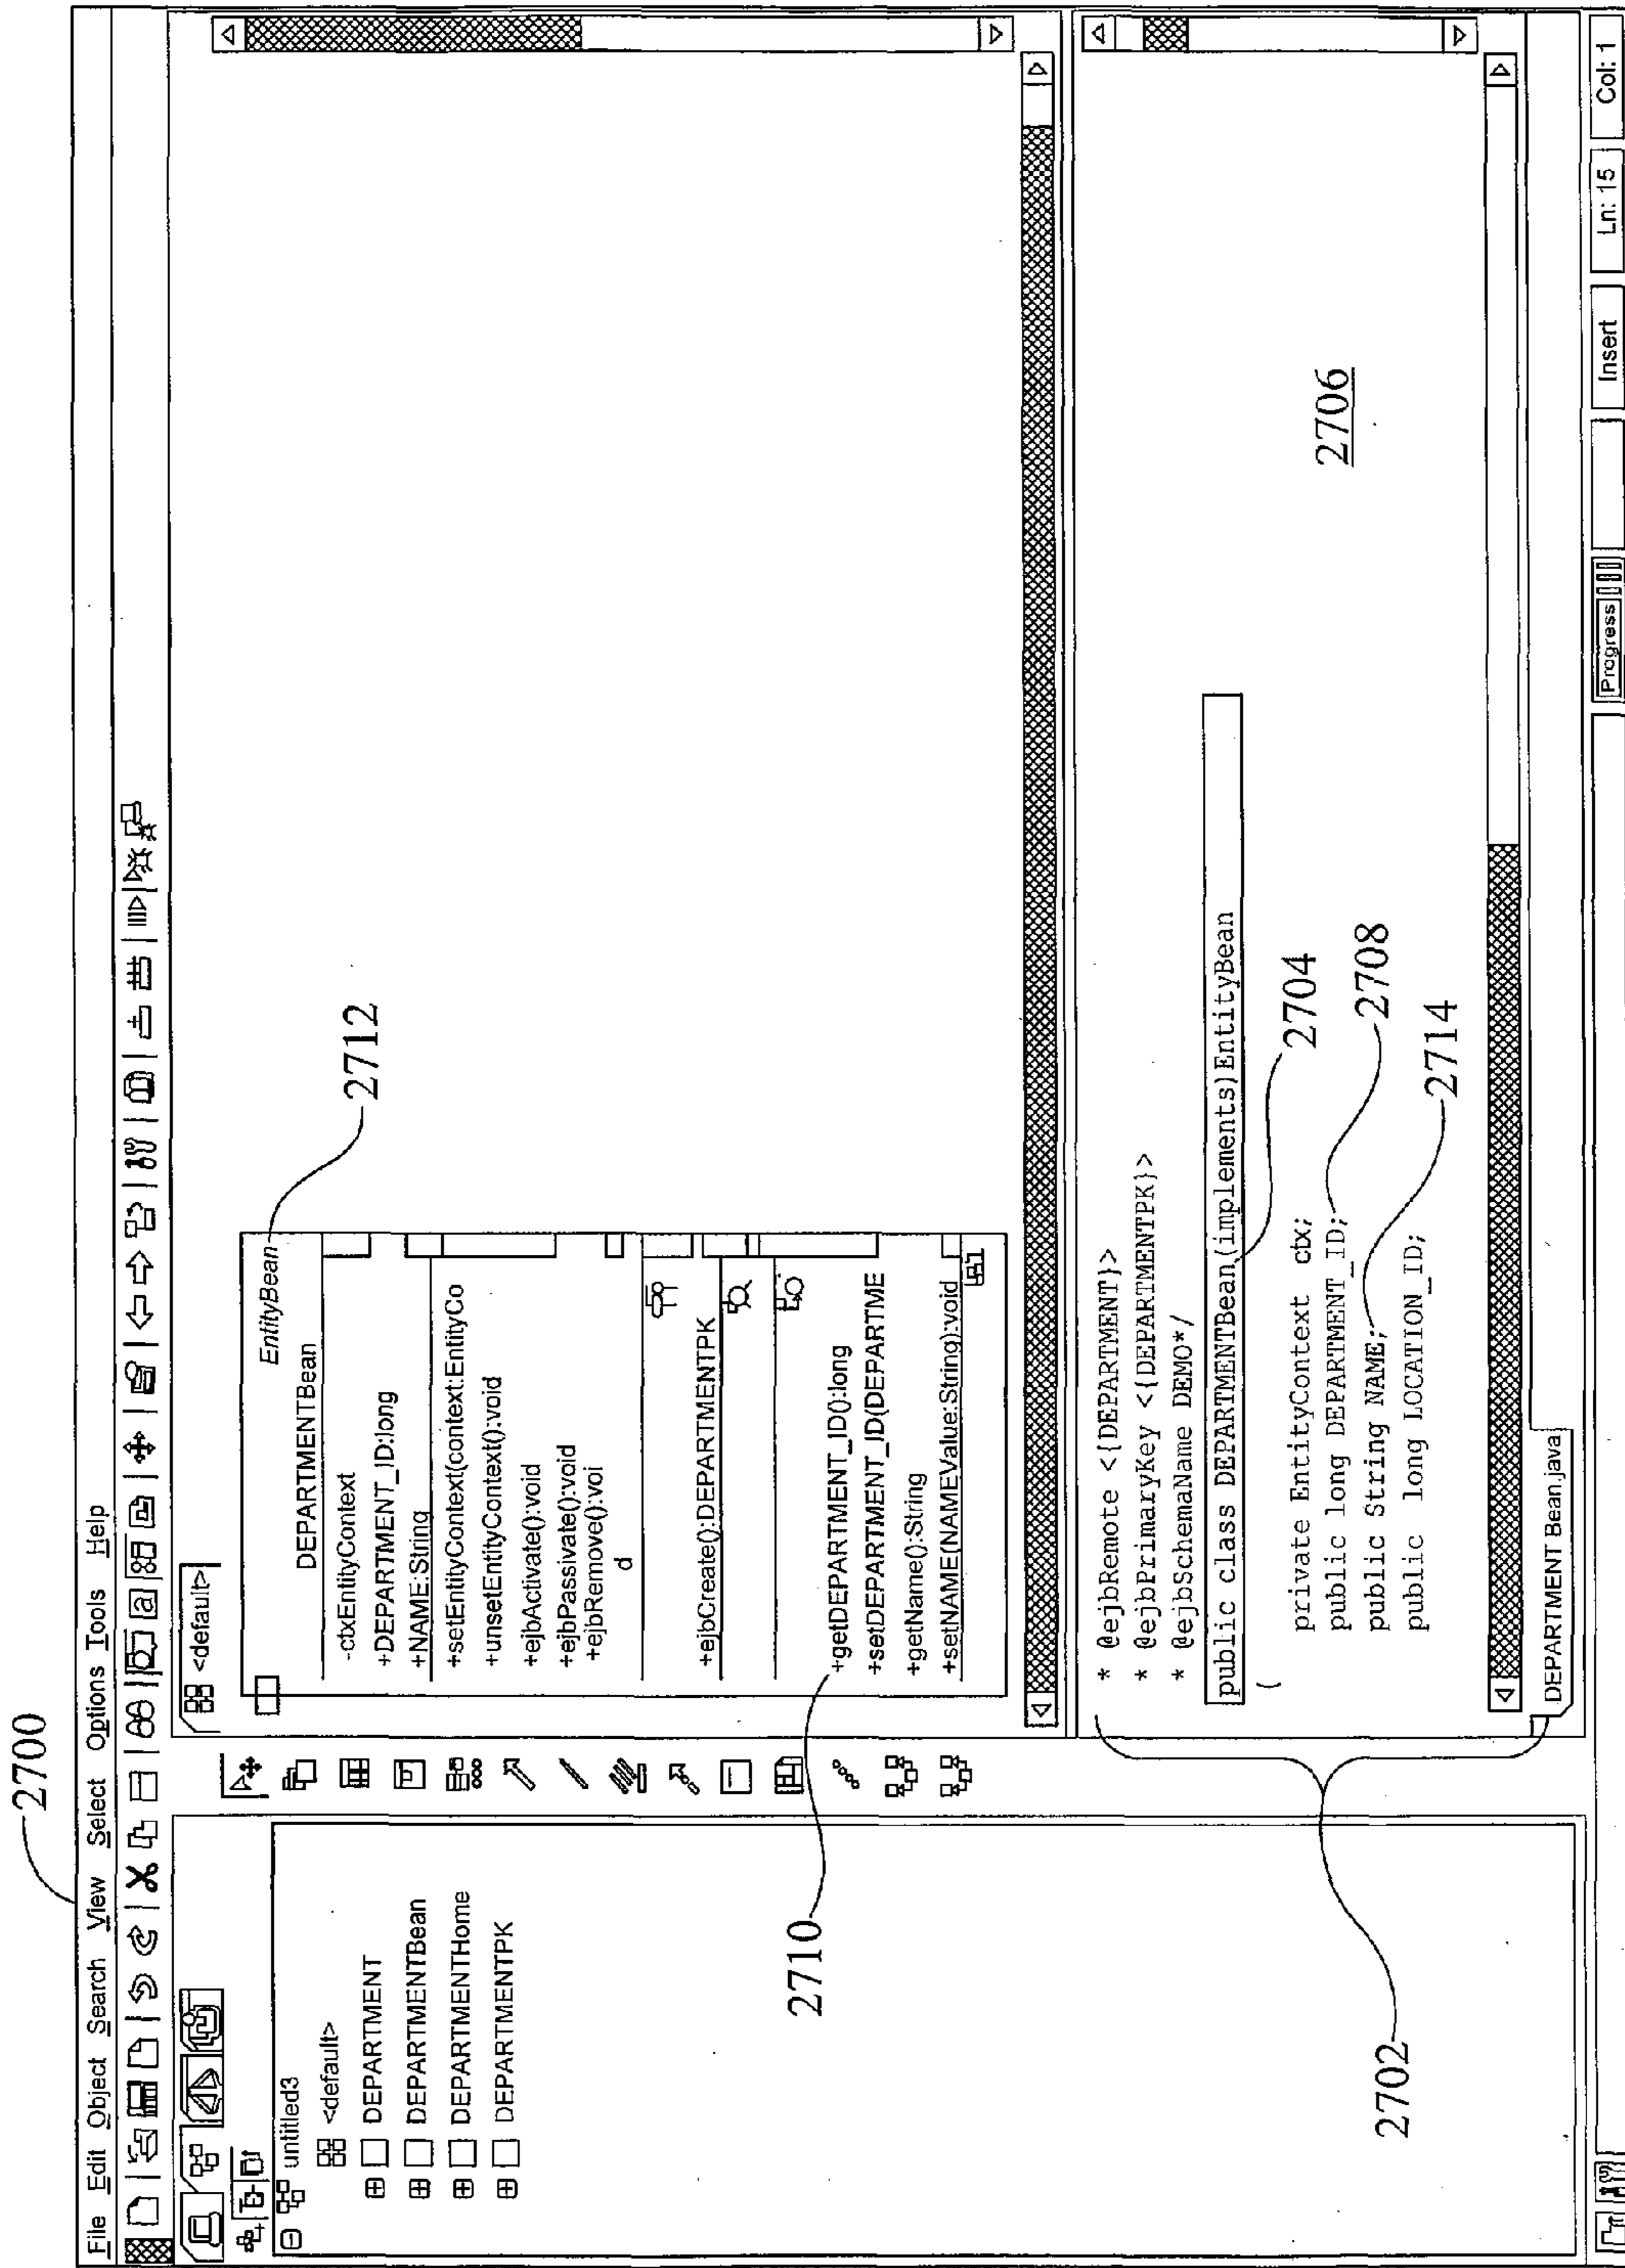 2700
File Edit Object Search View Select Options Tools Help
untitled3
<default>
DEPARTMENT
DEPARTMENTBean
DEPARTMENTHome
DEPARTMENTPK
<default>
EntityBean
2712
DEPARTMENTBean
-ctxEntityContext
+DEPARTMENT_ID:long
+NAME:String
+setEntityContext(context:EntityCo
+unsetEntityContext():void
+ejbActivate():void
+ejbPassivate():void
+ejbRemove():voi
d
+ejbCreate():DEPARTMENTPK
2710
+getDEPARTMENT_ID():long
+setDEPARTMENT_ID(DEPARTME
+getName():String
+setNAME(NAMEValue:String):void
2702
* @ejbRemote <{DEPARTMENT}>
* @ejbPrimaryKey <{DEPARTMENTPK}>
* @ejbSchemaName DEMO*/
public class DEPARTMENTBean(implements)EntityBean
(
2704
private EntityContext ctx;
public long DEPARTMENT_ID;
2708
public String NAME;
2714
public long LOCATION_ID;
2706
DEPARTMENT Bean.java
Progress
Insert
Ln: 15
Col: 1